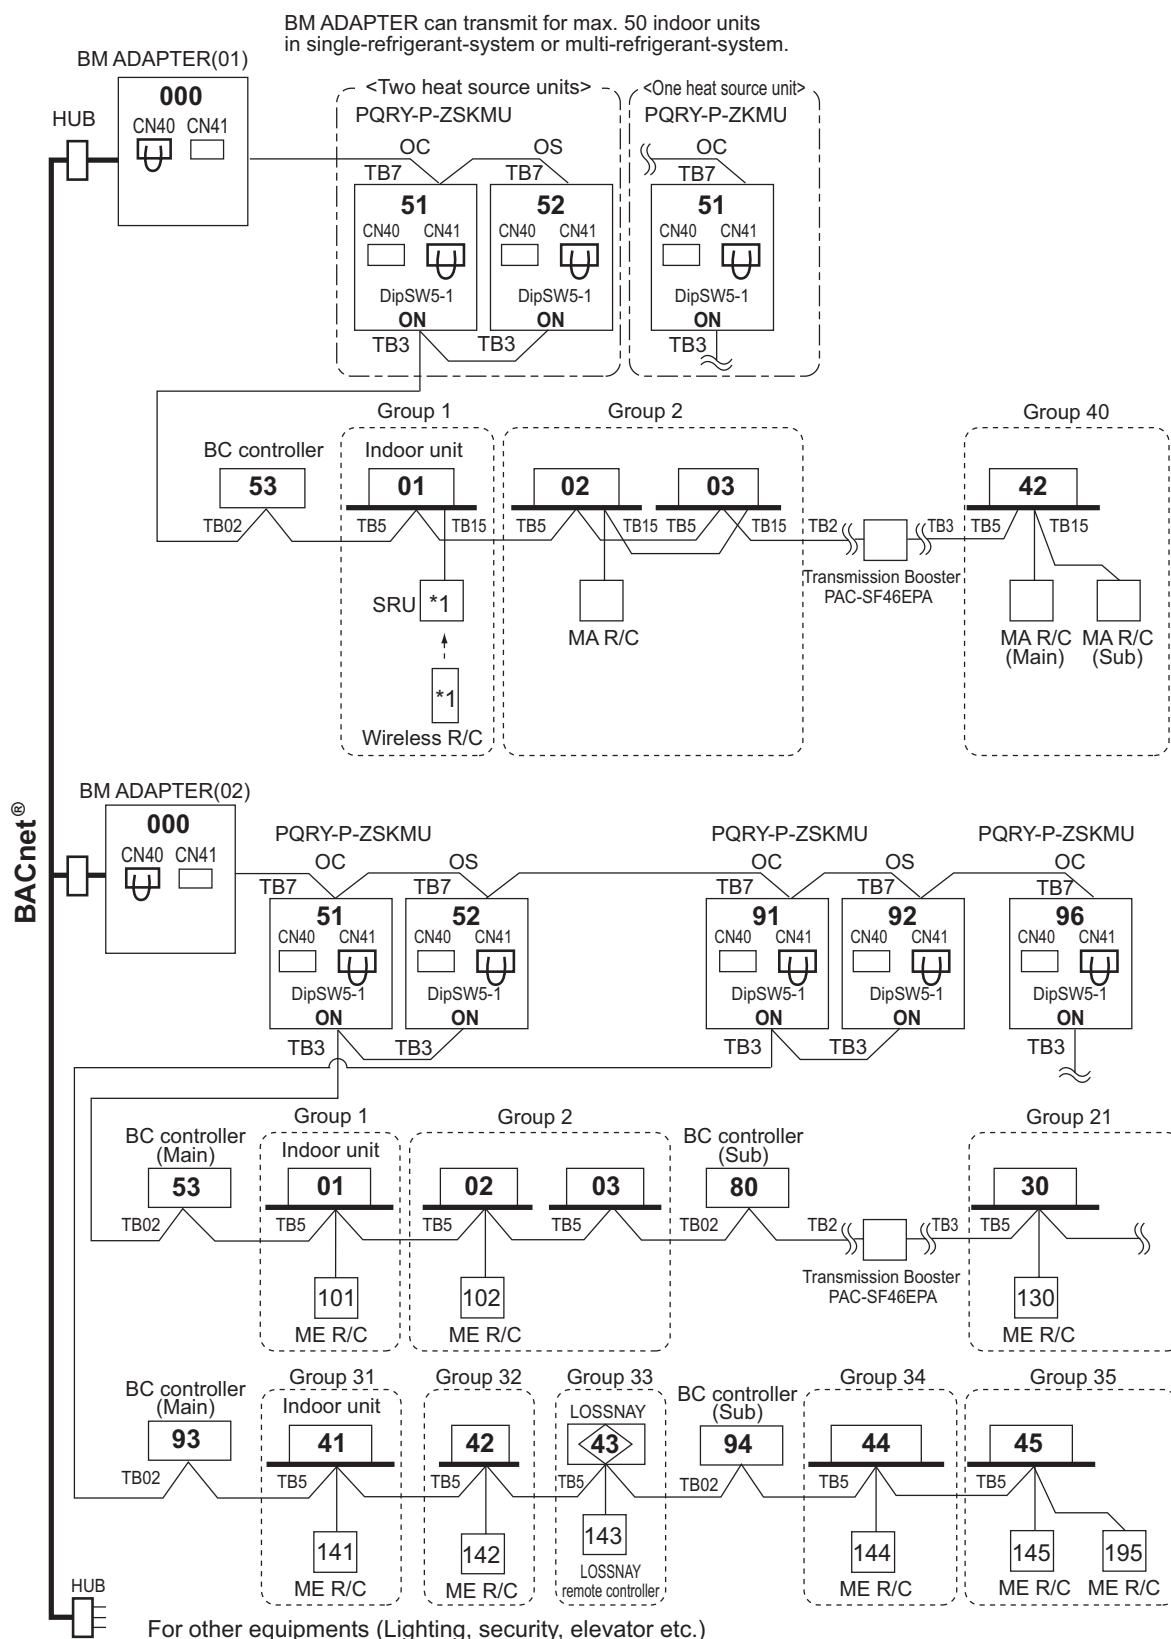 BM ADAPTER can transmit for max. 50 indoor units
in single-refrigerant-system or multi-refrigerant-system.
BM ADAPTER(01)
000
CN40 CN41
HUB
<Two heat source units>
PQRY-P-ZSKMU
<One heat source unit>
PQRY-P-ZKMU
OC OS OC
TB7 TB7 TB7
51 52 51
CN40 CN41 CN40 CN41 CN40 CN41
DipSW5-1 DipSW5-1 DipSW5-1
ON ON ON
TB3 TB3 TB3
Group 1 Group 2 Group 40
BC controller Indoor unit
53 01 02 03 42
TB02 TB5 TB15 TB5 TB15 TB5 TB15 TB2 TB3 TB5 TB15
Transmission Booster
PAC-SF46EPA
SRU *1
MA R/C
MA R/C
(Main)
MA R/C
(Sub)
*1
Wireless R/C
BACnet®
BM ADAPTER(02)
000
CN40 CN41
PQRY-P-ZSKMU PQRY-P-ZSKMU PQRY-P-ZSKMU
OC OS OC OS OC
TB7 TB7 TB7 TB7 TB7
51 52 91 92 96
CN40 CN41 CN40 CN41 CN40 CN41 CN40 CN41 CN40 CN41
DipSW5-1 DipSW5-1 DipSW5-1 DipSW5-1 DipSW5-1
ON ON ON ON ON
TB3 TB3 TB3 TB3 TB3
Group 1 Group 2 Group 21
BC controller
(Main)
Indoor unit
BC controller
(Sub)
53 01 02 03 80 30
TB02 TB5 TB5 TB5 TB02 TB2 TB3 TB5
Transmission Booster
PAC-SF46EPA
101 102 130
ME R/C ME R/C ME R/C
Group 31 Group 32 Group 33 Group 34 Group 35
BC controller
(Main)
Indoor unit
LOSSNAY
BC controller
(Sub)
93 41 42 43 94 44 45
TB02 TB5 TB5 TB5 TB02 TB5 TB5
141 142 143 144 145 195
ME R/C ME R/C
LOSSNAY
remote controller
ME R/C ME R/C ME R/C
HUB
For other equipments (Lighting, security, elevator etc.)